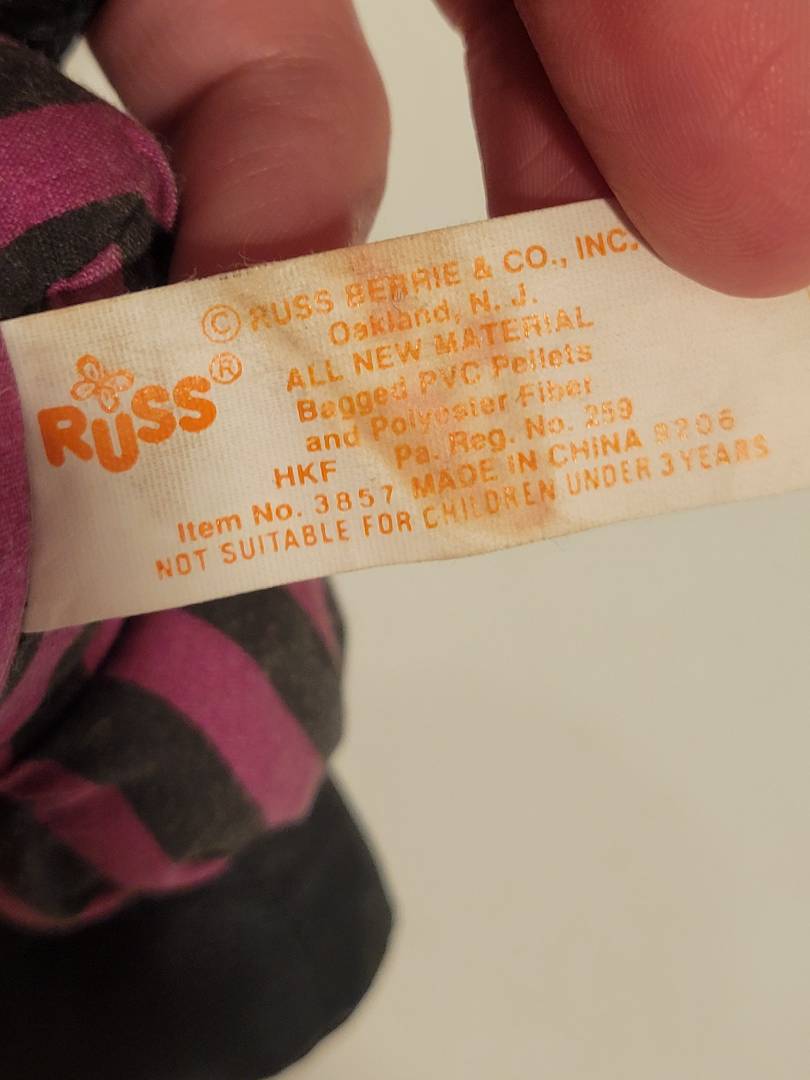 © RUSS BERRIE & CO., INC.
Oakland, N. J.
RUSS®
ALL NEW MATERIAL
Bagged PVC Pellets
and Polyester Fiber
Pa. Reg. No. 259
HKF
Item No. 3857 MADE IN CHINA 9206
NOT SUITABLE FOR CHILDREN UNDER 3 YEARS